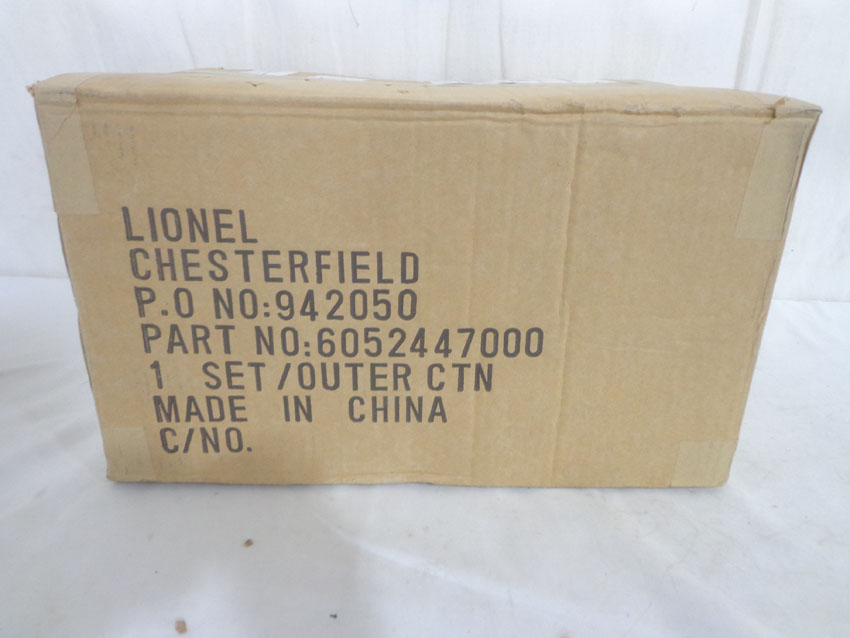 LIONEL
CHESTERFIELD
P.O NO:942050
PART NO:6052447000
1 SET/OUTER CTN
MADE IN CHINA
C/NO.